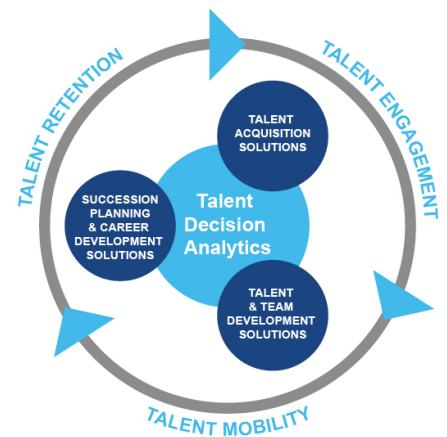 TALENT RETENTION
TALENT ENGAGEMENT
TALENT
ACQUISITION
SOLUTIONS
SUCCESSION
PLANNING
& CAREER
DEVELOPMENT
SOLUTIONS
Talent
Decision
Analytics
TALENT
& TEAM
DEVELOPMENT
SOLUTIONS
TALENT MOBILITY